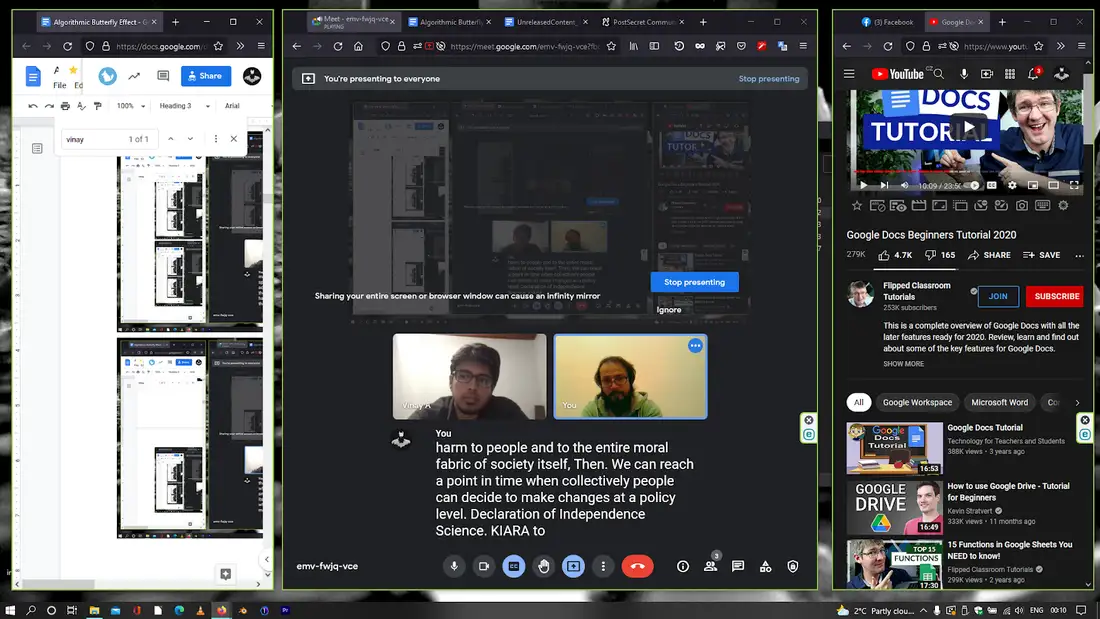 Algorithmic Butterfly Effect - G
https://docs.google.com/
File
Ed
Share
100%
Heading 3
Arial
vinay
1 of 1
Meet - emv-fwjq-vce
PLAYING
Algorithmic Butterfly
UnreleasedContent_
PostSecret Commun
https://meet.google.com/emv-fwjq-vce?
You're presenting to everyone
Stop presenting
Sharing your entire screen or browser window can cause an infinity mirror
Stop presenting
Ignore
Vinay A
You
You
harm to people and to the entire moral
fabric of society itself, Then. We can reach
a point in time when collectively people
can decide to make changes at a policy
level. Declaration of Independence
Science. KIARA to
emv-fwjq-vce
3
(3) Facebook
Google Do
https://www.yout
YouTube CZ
3
DOCS
TUTORIAL
10:09 / 23:50
Google Docs Beginners Tutorial 2020
279K
4.7K
165
SHARE
SAVE
Flipped Classroom
Tutorials
253K subscribers
JOIN
SUBSCRIBE
This is a complete overview of Google Docs with all the
later features ready for 2020. Review, learn and find out
about some of the key features for Google Docs.
SHOW MORE
All
Google Workspace
Microsoft Word
Co
Google Docs
Tutorial
16:53
Google Docs Tutorial
Technology for Teachers and Students
388K views • 3 years ago
GOOGLE
DRIVE
16:49
How to use Google Drive - Tutorial
for Beginners
Kevin Stratvert
333K views • 11 months ago
TOP 15
FUNCTIONS
17:30
15 Functions in Google Sheets You
NEED to know!
Flipped Classroom Tutorials
299K views • 2 years ago
2°C Partly clou...
ENG
00:10